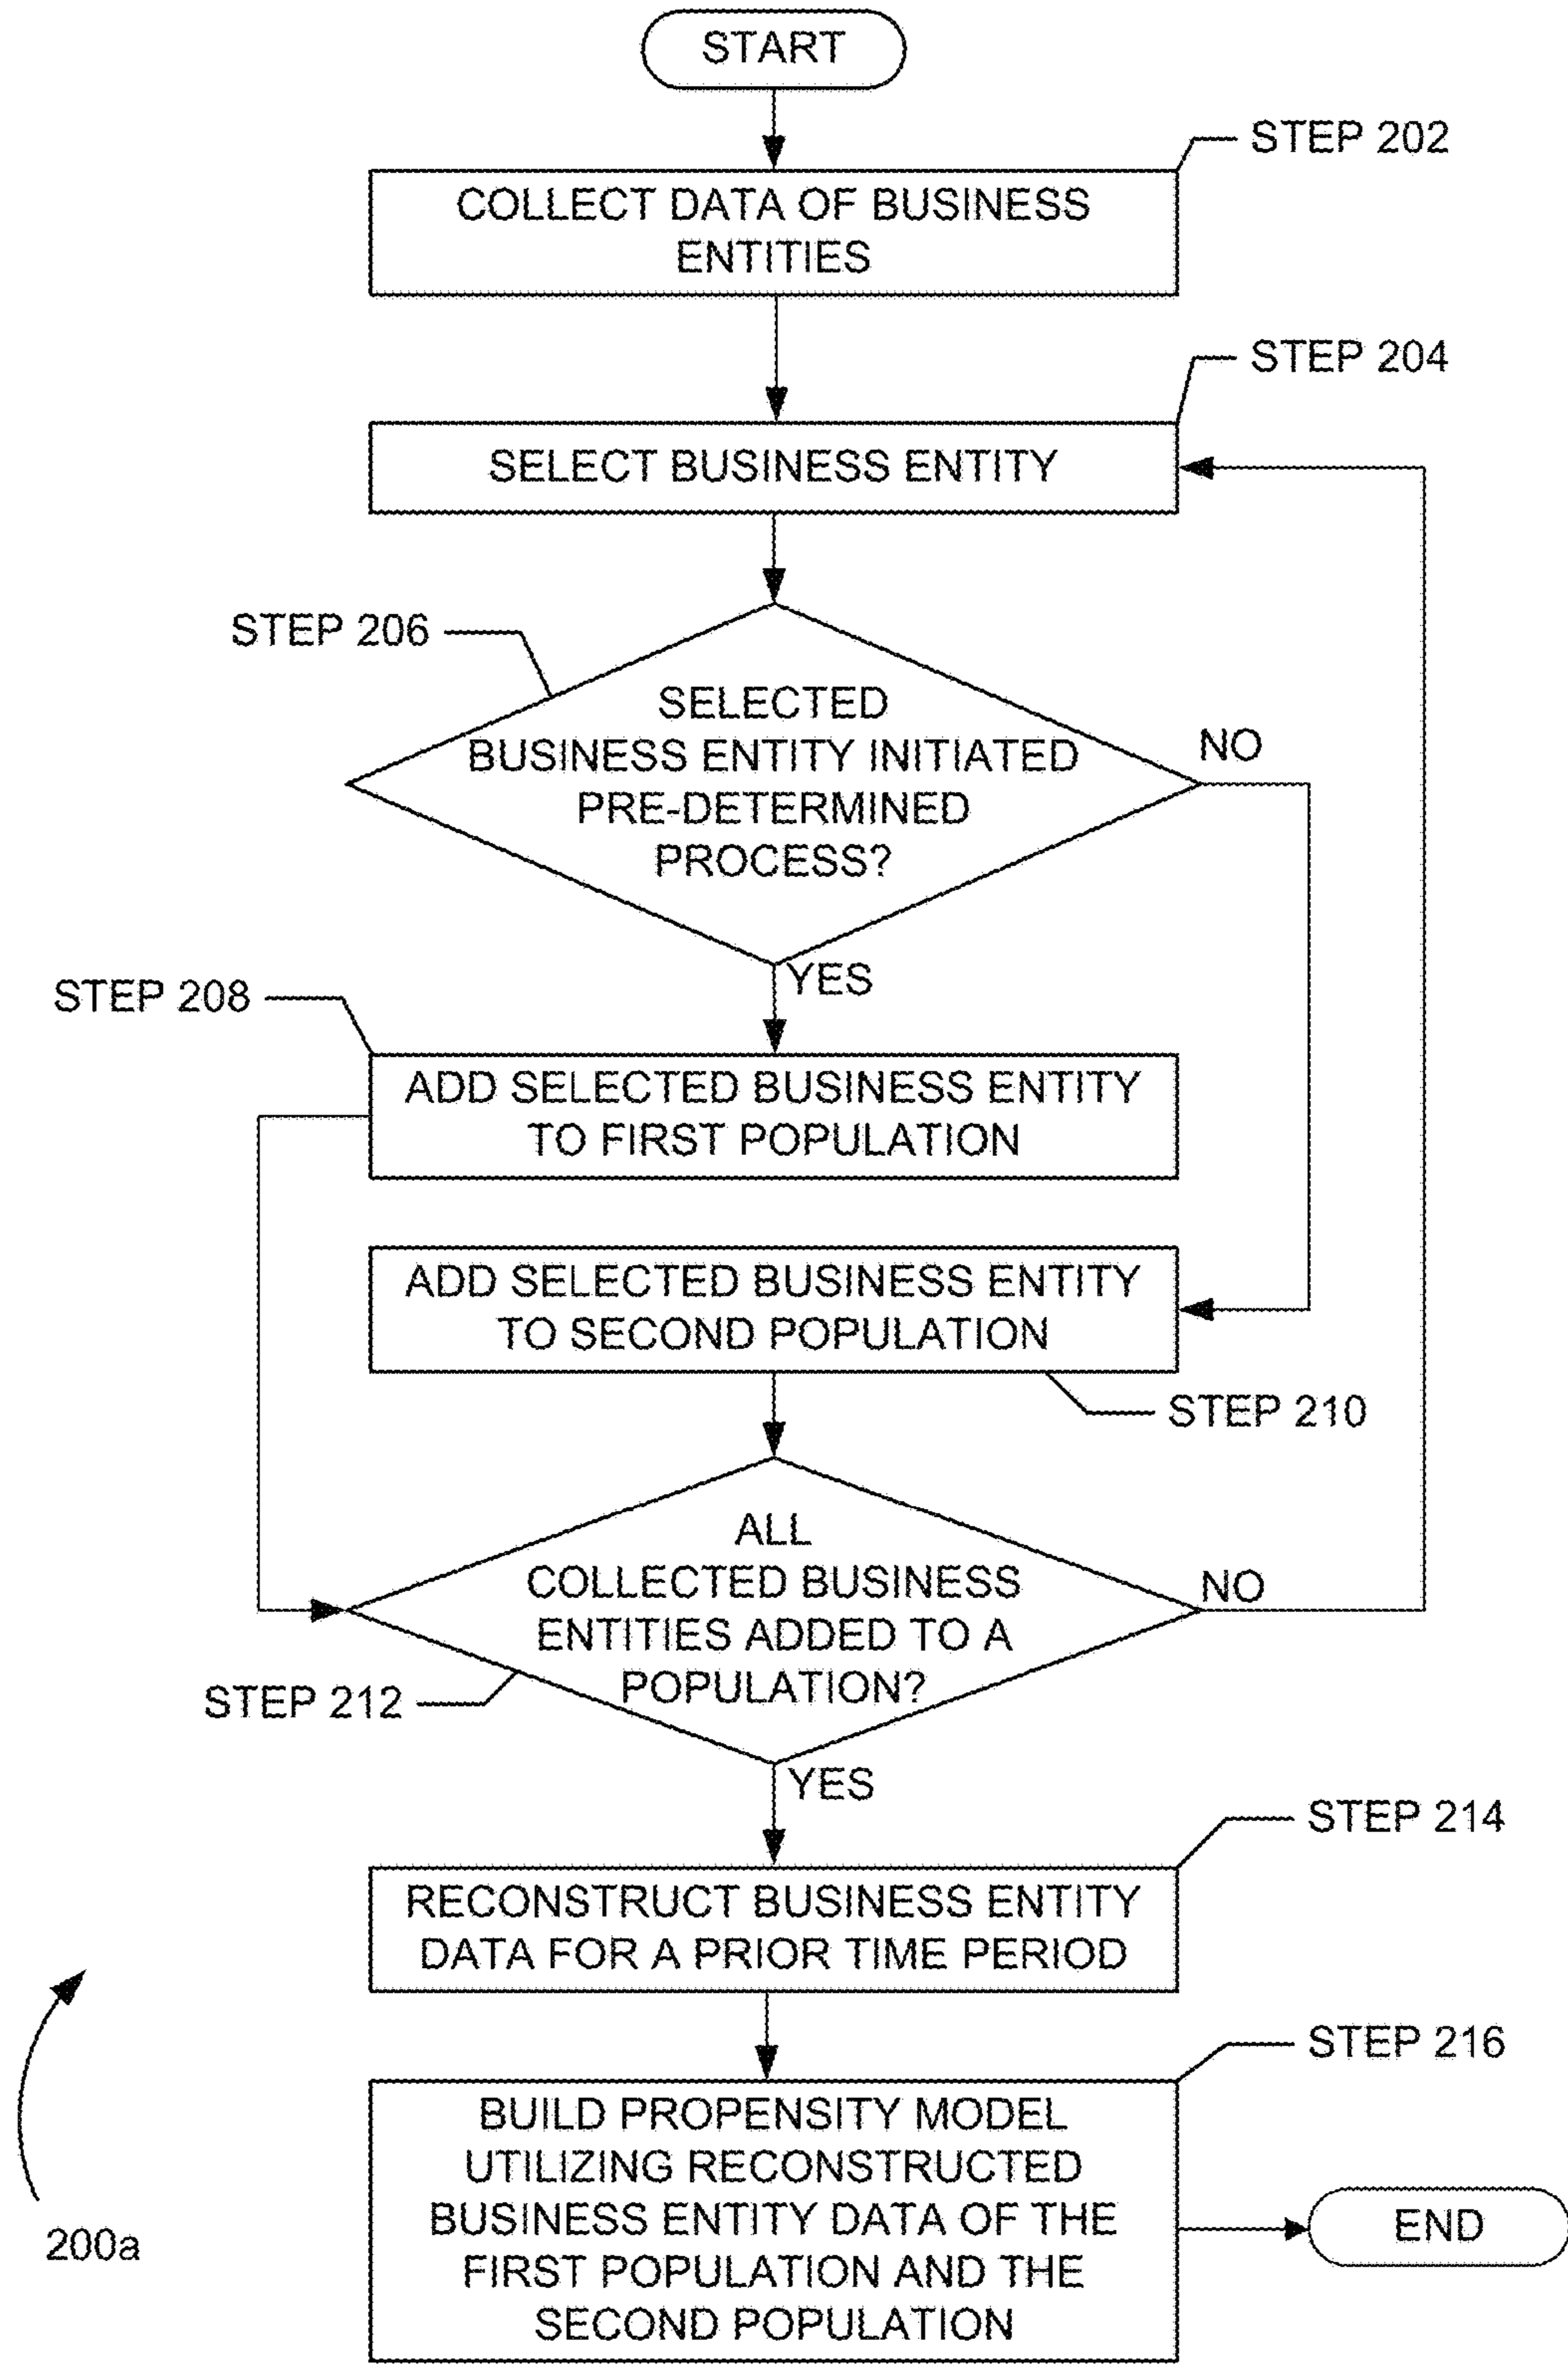 START
STEP 202
COLLECT DATA OF BUSINESS
ENTITIES
STEP 204
SELECT BUSINESS ENTITY
STEP 206
SELECTED
BUSINESS ENTITY INITIATED
PRE-DETERMINED
PROCESS?
NO
YES
STEP 208
ADD SELECTED BUSINESS ENTITY
TO FIRST POPULATION
ADD SELECTED BUSINESS ENTITY
TO SECOND POPULATION
STEP 210
ALL
COLLECTED BUSINESS
ENTITIES ADDED TO A
POPULATION?
NO
STEP 212
YES
STEP 214
RECONSTRUCT BUSINESS ENTITY
DATA FOR A PRIOR TIME PERIOD
STEP 216
BUILD PROPENSITY MODEL
UTILIZING RECONSTRUCTED
BUSINESS ENTITY DATA OF THE
FIRST POPULATION AND THE
SECOND POPULATION
END
200a